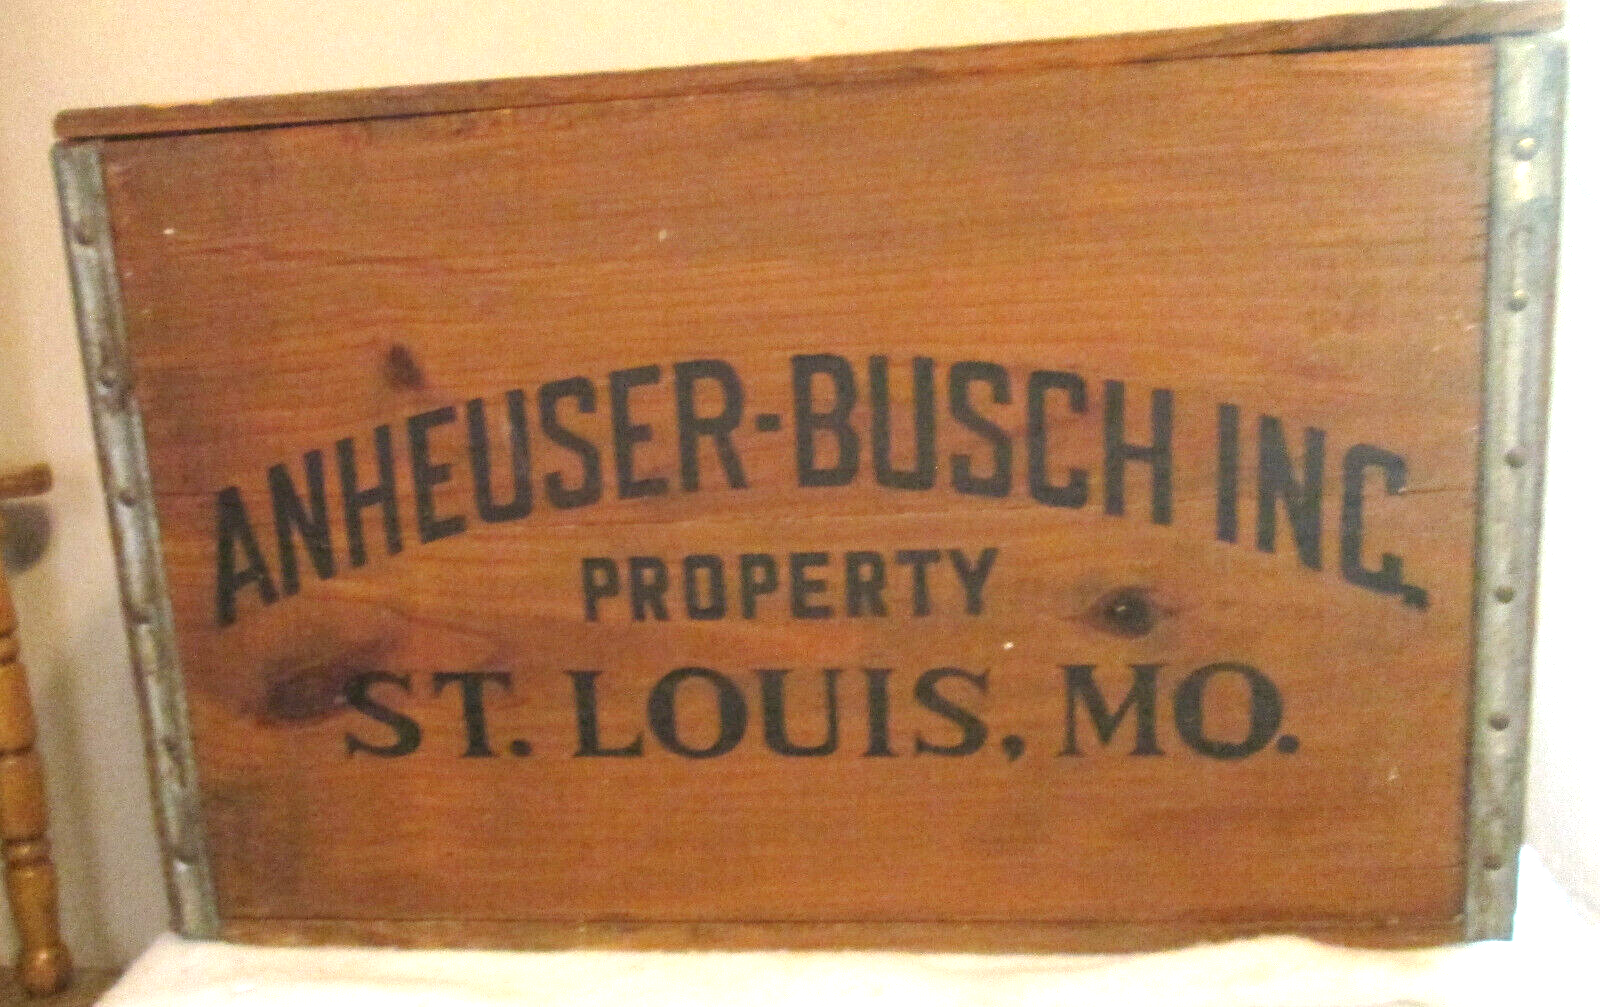 ANHEUSER-BUSCH INC.
PROPERTY
ST. LOUIS, MO.